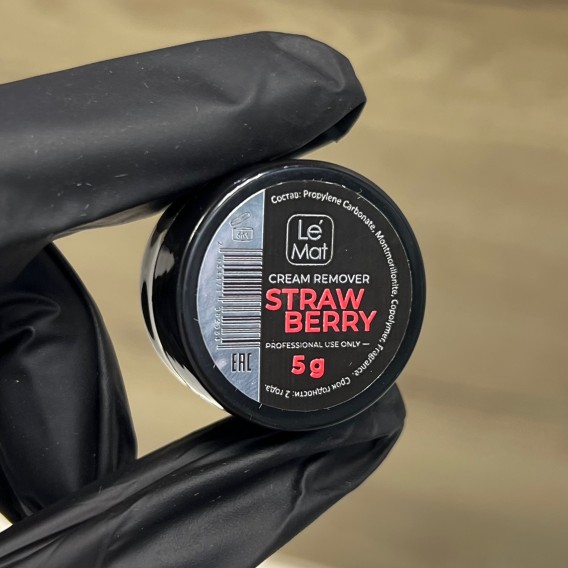 Состав: Propylene Carbonate, Montmorillonite, Copolymer, Fragrance. Срок годности: 2 года.
Le'
Mat
CREAM REMOVER
STRAW
BERRY
PROFESSIONAL USE ONLY —
5 g
EAC